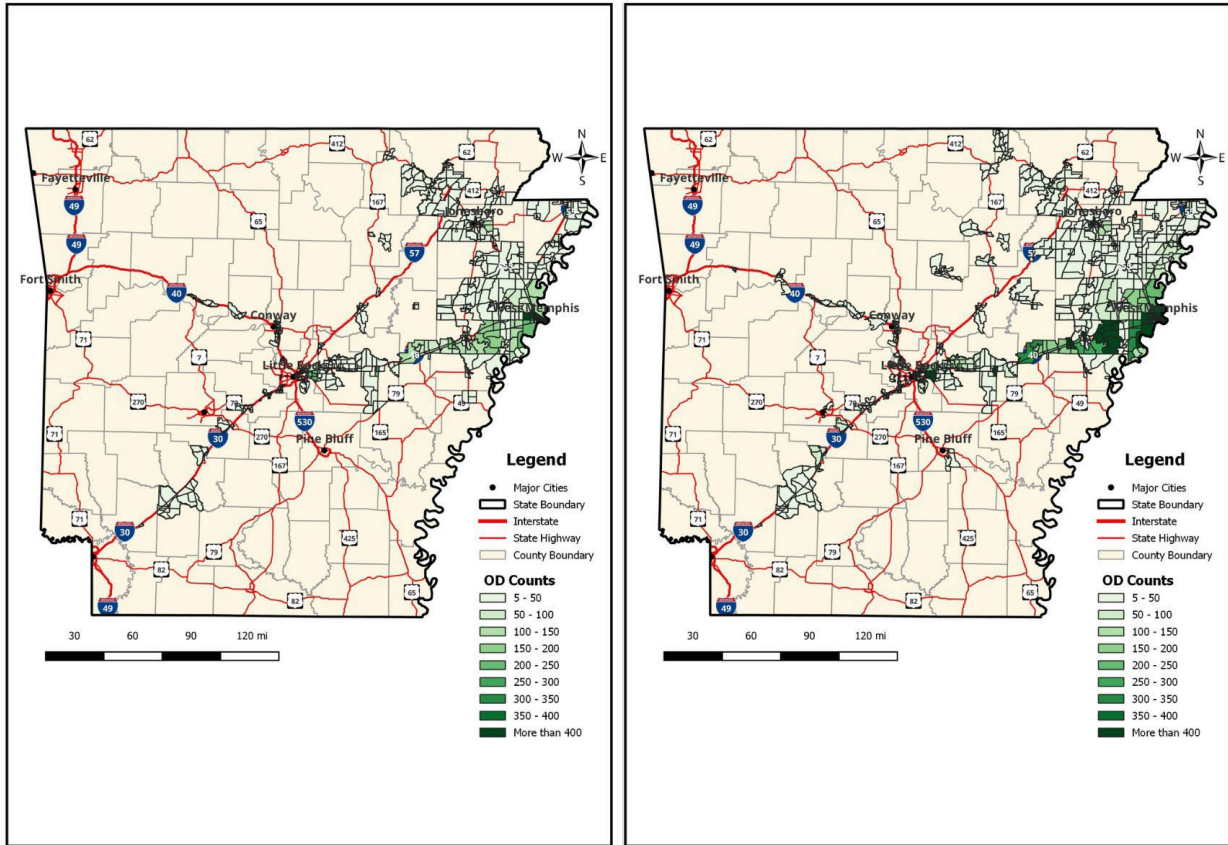 62
412
62
N
W E
S
Fayetteville
49
167
412
Jonesboro
65
49
57
Fort Smith
40
Conway
West Memphis
71
7
Little Rock
79
270
70
49
30
270
530
165
71
Pine Bluff
167
Legend
Major Cities
State Boundary
Interstate
State Highway
County Boundary
71
30
79
425
82
82
65
49
OD Counts
5 - 50
50 - 100
100 - 150
150 - 200
200 - 250
250 - 300
300 - 350
350 - 400
More than 400
30 60 90 120 mi
62
412
62
N
W E
S
Fayetteville
49
167
412
Jonesboro
65
49
57
Fort Smith
40
Conway
West Memphis
71
7
40
79
270
70
49
30
270
530
165
71
Pine Bluff
167
Legend
Major Cities
State Boundary
Interstate
State Highway
County Boundary
71
30
79
425
82
82
65
49
OD Counts
5 - 50
50 - 100
100 - 150
150 - 200
200 - 250
250 - 300
300 - 350
350 - 400
More than 400
30 60 90 120 mi